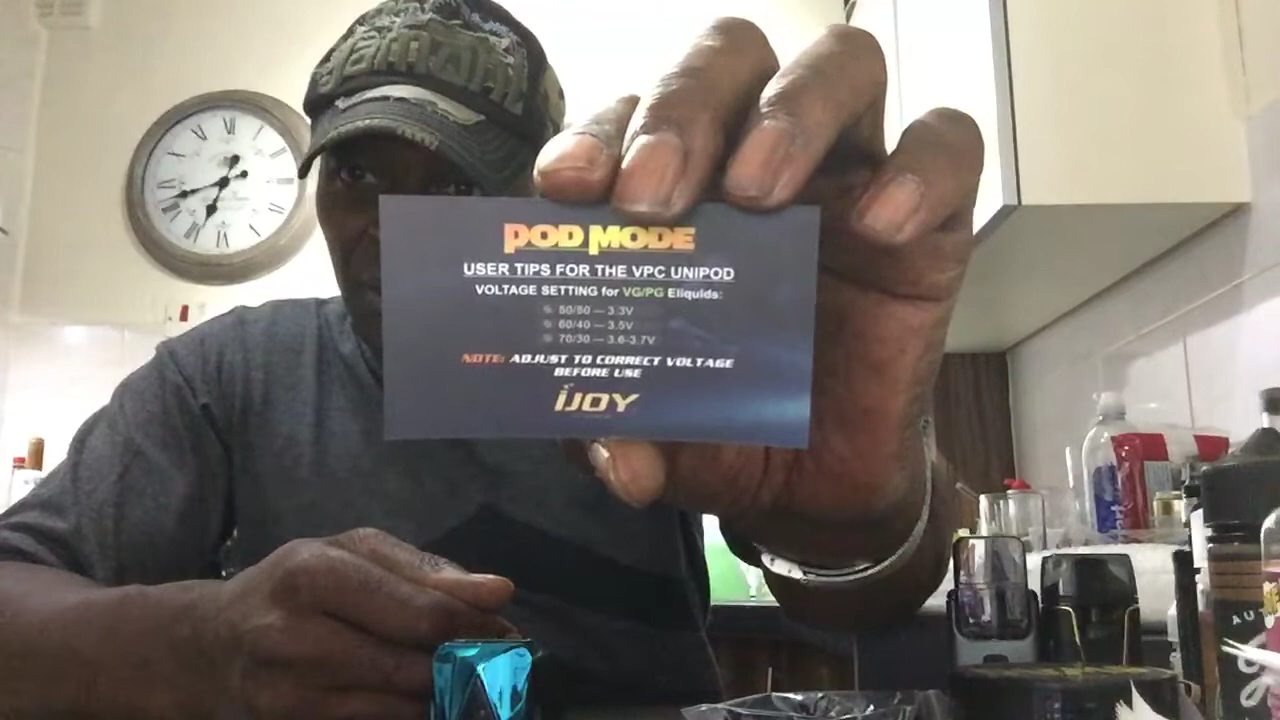 POD MODE
USER TIPS FOR THE VPC UNIPOD
VOLTAGE SETTING for VG/PG Eliquids:
50/50 — 3.3V
60/40 — 3.5V
70/30 — 3.6-3.7V
NOTE: ADJUST TO CORRECT VOLTAGE
BEFORE USE
iJOY